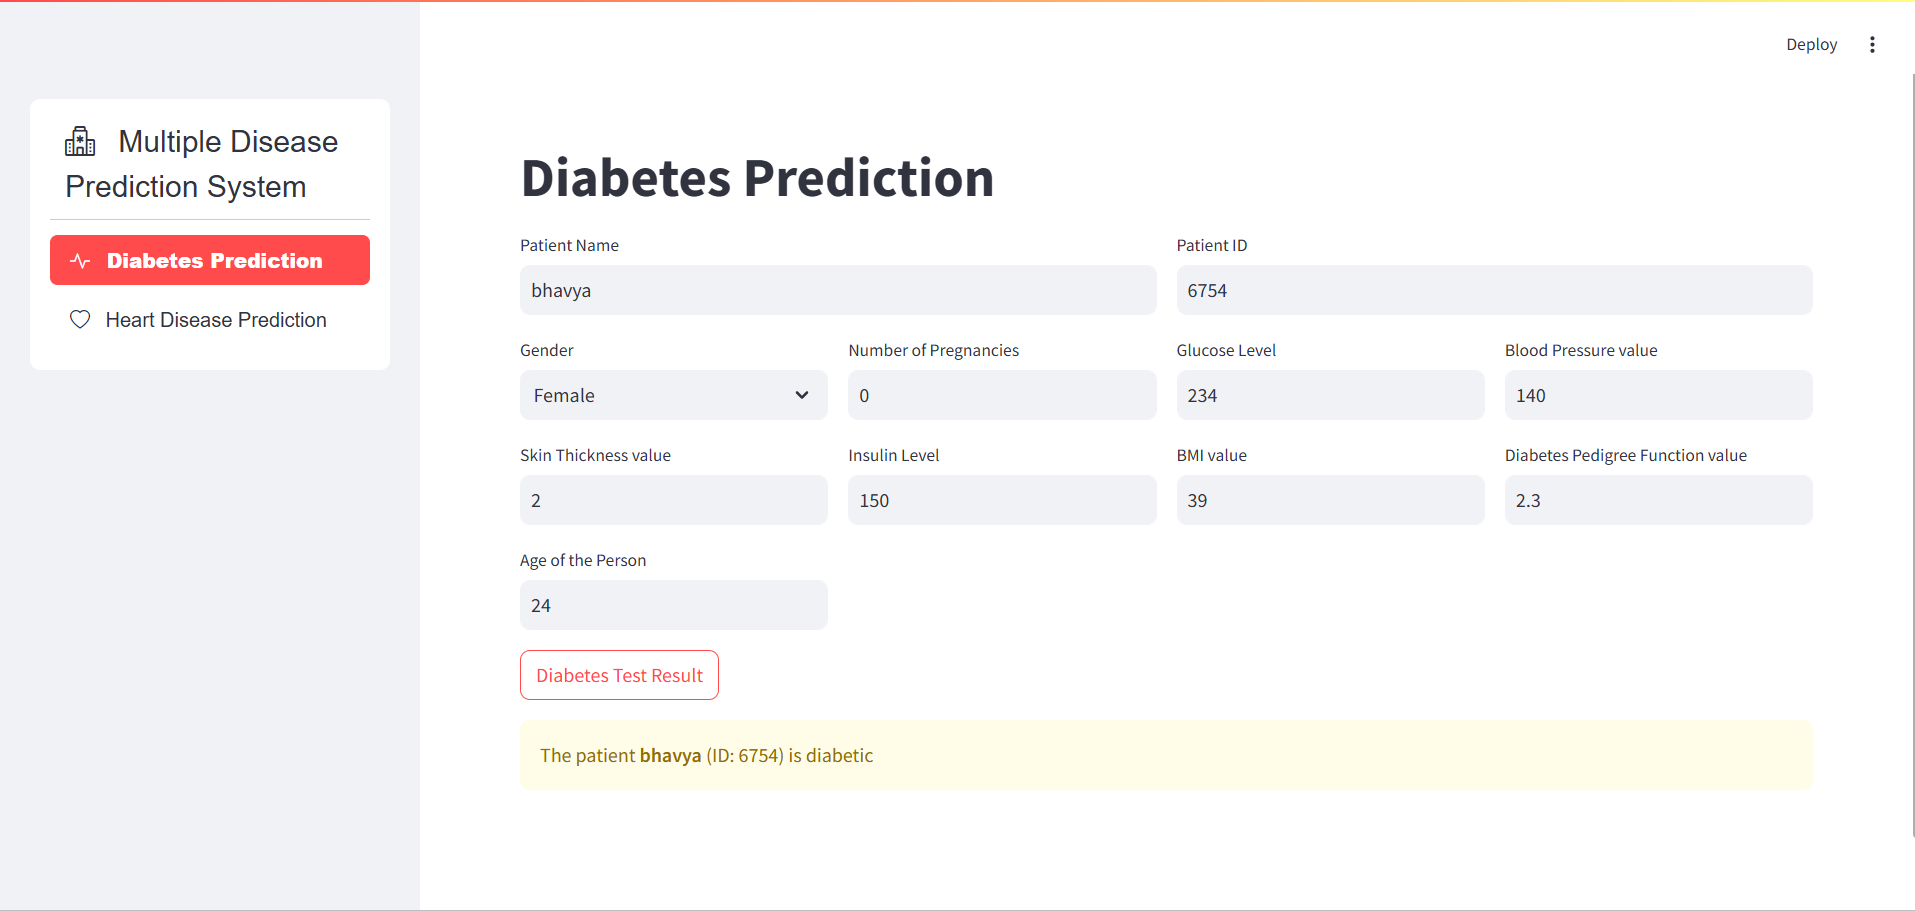 Deploy
Multiple Disease
Prediction System
Diabetes Prediction
Heart Disease Prediction
Diabetes Prediction
Patient Name Patient ID
bhavya 6754
Gender Number of Pregnancies Glucose Level Blood Pressure value
Female 0 234 140
Skin Thickness value Insulin Level BMI value Diabetes Pedigree Function value
2 150 39 2.3
Age of the Person
24
Diabetes Test Result
The patient bhavya (ID: 6754) is diabetic